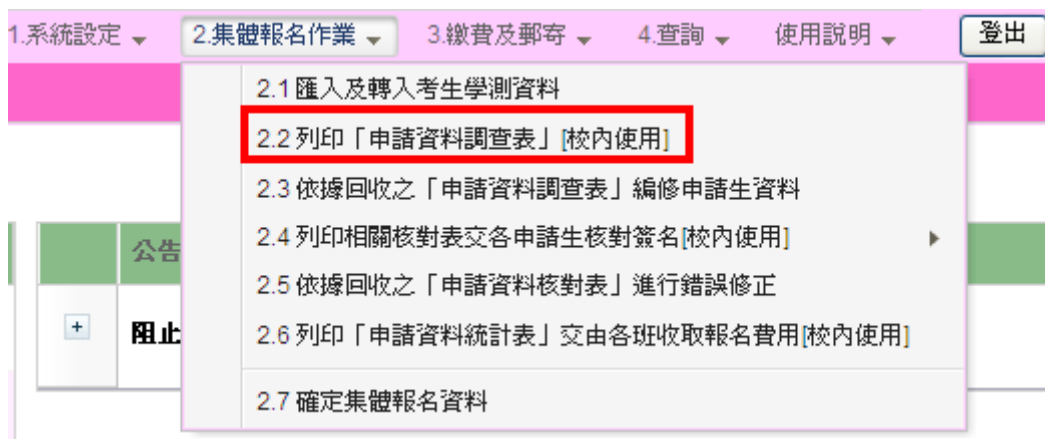 1.系統設定 2.集體報名作業 3.繳費及郵寄 4.查詢 使用說明 登出
2.1 匯入及轉入考生學測資料
2.2 列印「申請資料調查表」[校內使用]
2.3 依據回收之「申請資料調查表」編修申請生資料
公告
2.4 列印相關核對表交各申請生核對簽名[校內使用]
2.5 依據回收之「申請資料核對表」進行錯誤修正
阻止
2.6 列印「申請資料統計表」交由各班收取報名費用[校內使用]
2.7 確定集體報名資料